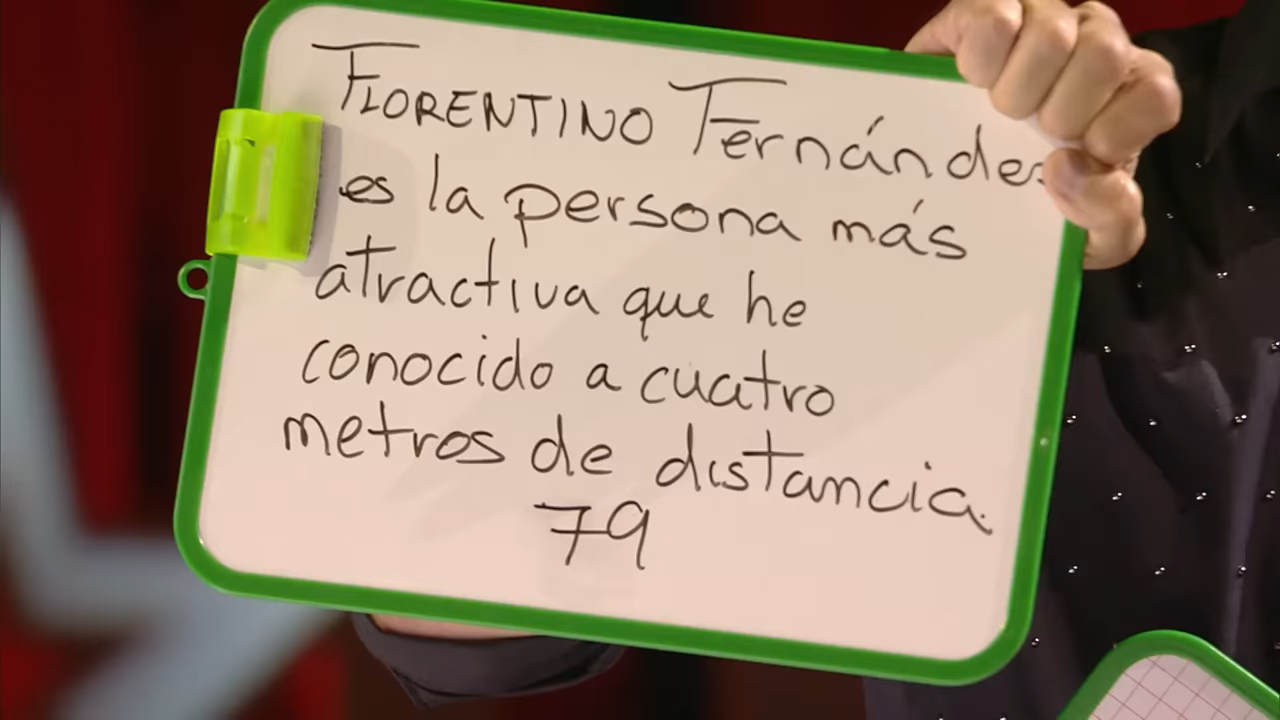 FLORENTINO Fernández
es la persona más
atractiva que he
conocido a cuatro
metros de distancia.
79